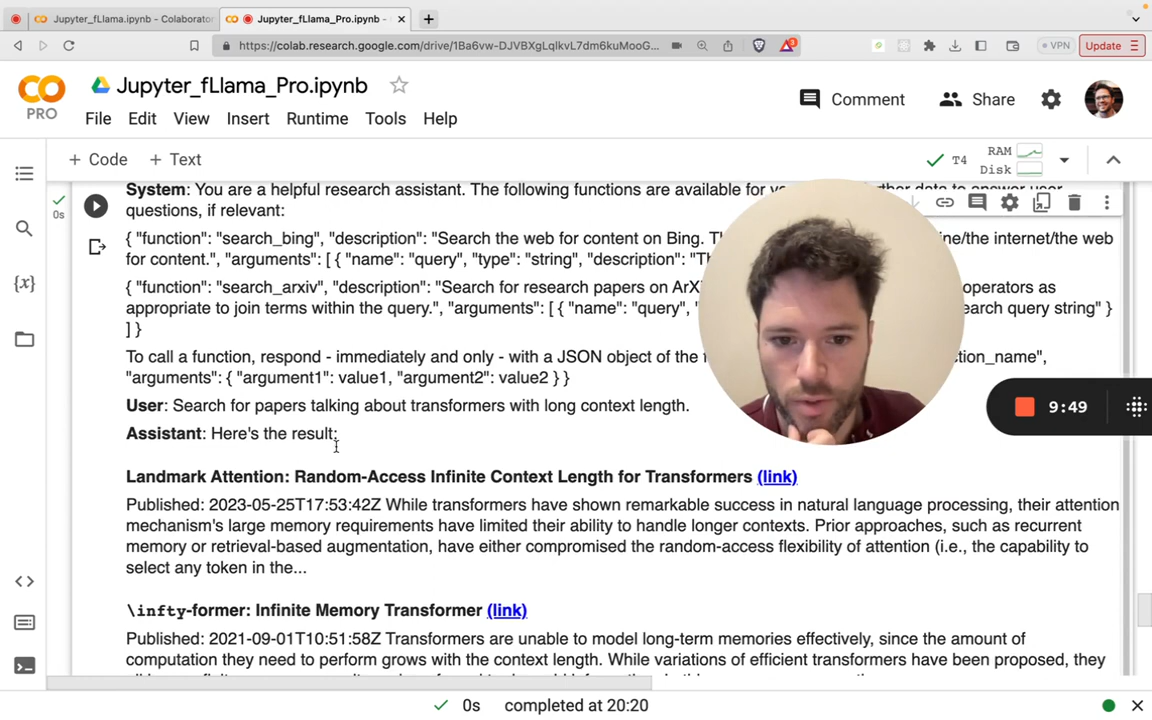 Jupyter_fLlama.ipynb - Colaborator
Jupyter_fLlama_Pro.ipynb -
https://colab.research.google.com/drive/1Ba6vw-DJVBXgLqlkvL7dm6kuMooG...
VPN
Update
Jupyter_fLlama_Pro.ipynb
PRO
File Edit View Insert Runtime Tools Help
Comment
Share
+ Code + Text
T4
RAM
Disk
0s
System: You are a helpful research assistant. The following functions are available for
questions, if relevant:
{ "function": "search_bing", "description": "Search the web for content on Bing. ine/the internet/the web
for content.", "arguments": [ { "name": "query", "type": "string", "description":
{ "function": "search_arxiv", "description": "Search for research papers on operators as
appropriate to join terms within the query.", "arguments": [ { "name": "query", search query string" }
] }
To call a function, respond - immediately and only - with a JSON object of the ction_name",
"arguments": { "argument1": value1, "argument2": value2 } }
User: Search for papers talking about transformers with long context length.
Assistant: Here's the result:
Landmark Attention: Random-Access Infinite Context Length for Transformers (link)
Published: 2023-05-25T17:53:42Z While transformers have shown remarkable success in natural language processing, their attention
mechanism's large memory requirements have limited their ability to handle longer contexts. Prior approaches, such as recurrent
memory or retrieval-based augmentation, have either compromised the random-access flexibility of attention (i.e., the capability to
select any token in the...
\infty-former: Infinite Memory Transformer (link)
Published: 2021-09-01T10:51:58Z Transformers are unable to model long-term memories effectively, since the amount of
computation they need to perform grows with the context length. While variations of efficient transformers have been proposed, they
9:49
0s completed at 20:20